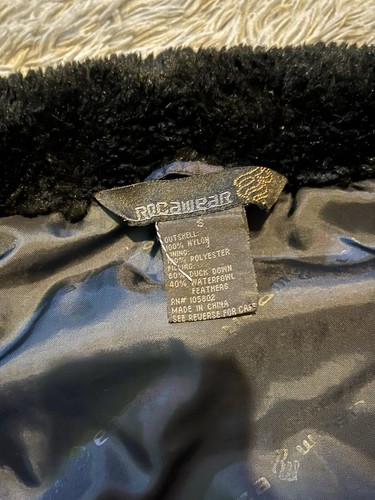 Rocawear
S
OUTSHELL:
100% NYLON
LINING:
100% POLYESTER
FILLING:
60% DUCK DOWN
40% WATERFOWL
FEATHERS
RN# 105802
MADE IN CHINA
SEE REVERSE FOR CARE